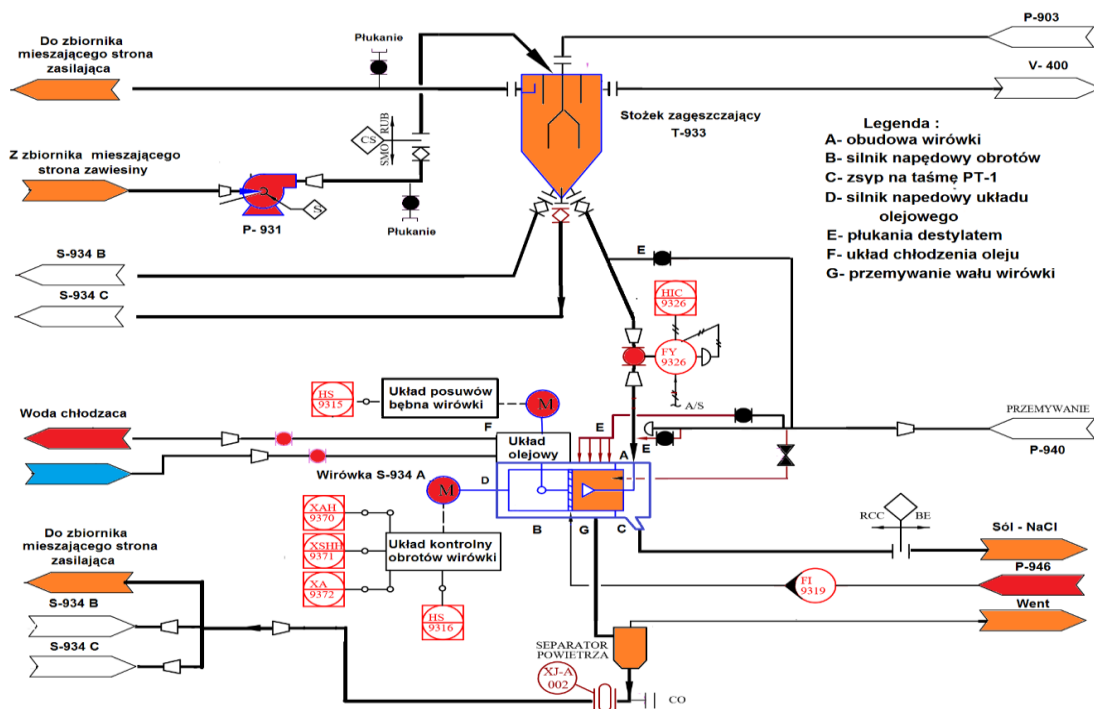 P-903
Do zbiornika
mieszającego strona
zasilająca
Płukanie
V- 400
Stożek zagęszczający
T-933
CS
RUB
SMO
Legenda :
A- obudowa wirówki
B- silnik napędowy obrotów
C- zsyp na taśmę PT-1
D- silnik napedowy układu
olejowego
E- płukania destylatem
F- układ chłodzenia oleju
G- przemywanie wału wirówki
Z zbiornika mieszającego
strona zawiesiny
S
P- 931
Płukanie
S-934 B
S-934 C
E
HIC
9326
FY
9326
A/S
HS
9315
Układ posuwów
bębna wirówki
M
Woda chłodzaca
F
Układ
olejowy
E
E
PRZEMYWANIE
P-940
Wirówka S-934 A
A
M
D
B
G
C
XAH
9370
XSHH
9371
XA
9372
Układ kontrolny
obrotów wirówki
HS
9316
RCC
BE
Sól - NaCl
P-946
FI
9319
Went
Do zbiornika
mieszającego strona
zasilająca
S-934 B
S-934 C
SEPARATOR
POWIETRZA
XJ-A
002
CO